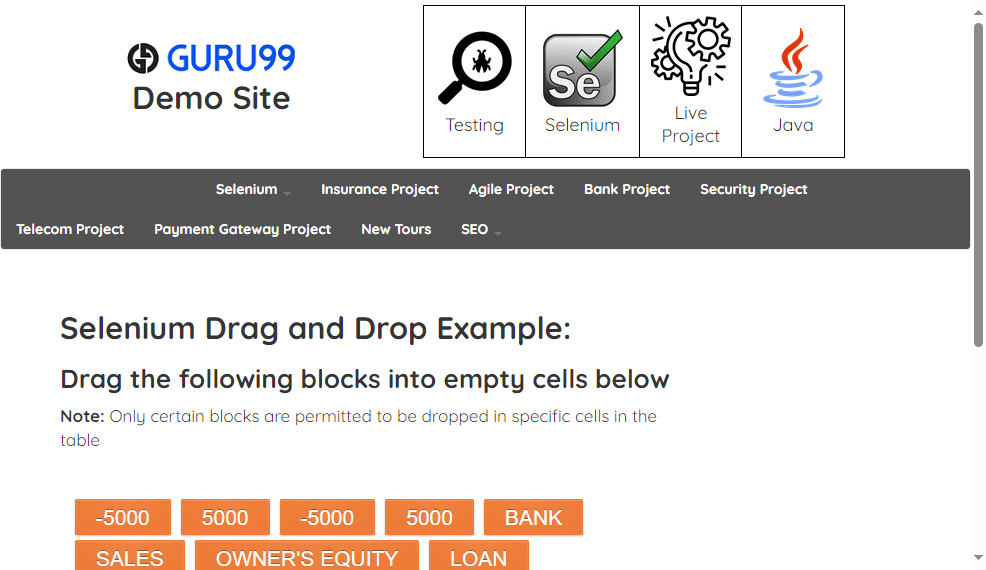 GURU99
Demo Site
Testing
Se
Selenium
Live
Project
Java
Selenium Insurance Project Agile Project Bank Project Security Project
Telecom Project Payment Gateway Project New Tours SEO
Selenium Drag and Drop Example:
Drag the following blocks into empty cells below
Note: Only certain blocks are permitted to be dropped in specific cells in the
table
-5000 5000 -5000 5000 BANK
SALES OWNER'S EQUITY LOAN